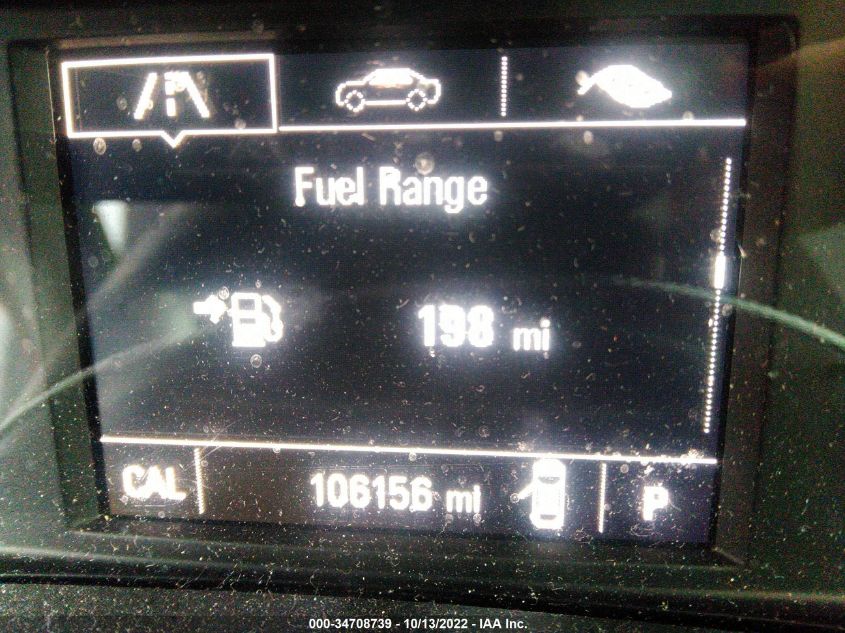 Fuel Range
198 mi
CAL 106156 mi P
000-34708739 - 10/13/2022 - IAA Inc.